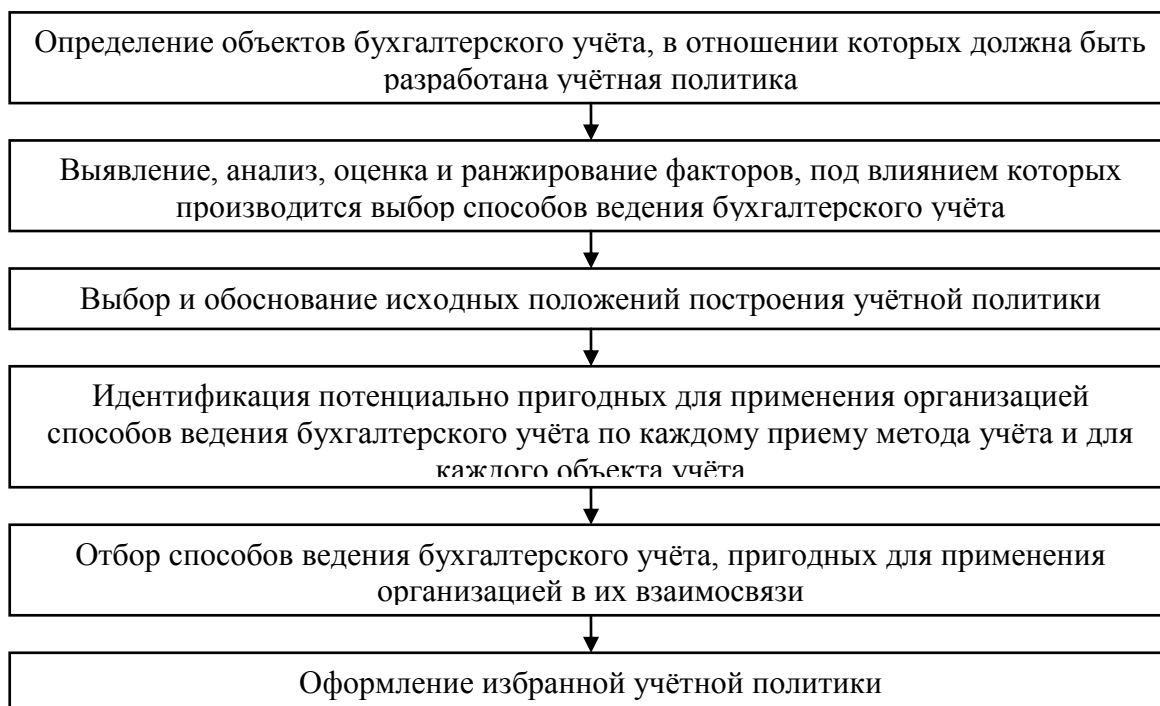 Определение объектов бухгалтерского учёта, в отношении которых должна быть
разработана учётная политика
Выявление, анализ, оценка и ранжирование факторов, под влиянием которых
производится выбор способов ведения бухгалтерского учёта
Выбор и обоснование исходных положений построения учётной политики
Идентификация потенциально пригодных для применения организацией
способов ведения бухгалтерского учёта по каждому приему метода учёта и для
каждого объекта учёта
Отбор способов ведения бухгалтерского учёта, пригодных для применения
организацией в их взаимосвязи
Оформление избранной учётной политики